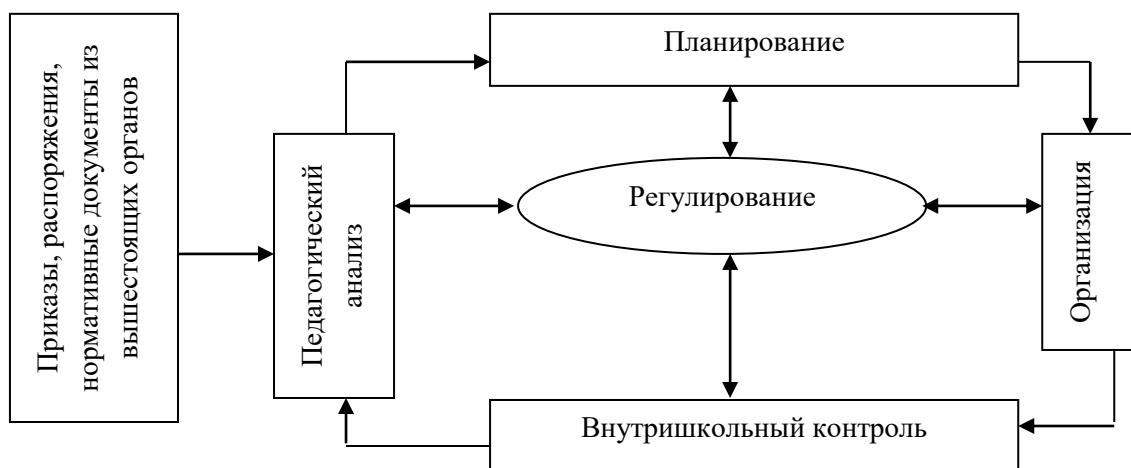 Приказы, распоряжения,
нормативные документы из
вышестоящих органов
Педагогический
анализ
Планирование
Регулирование
Организация
Внутришкольный контроль